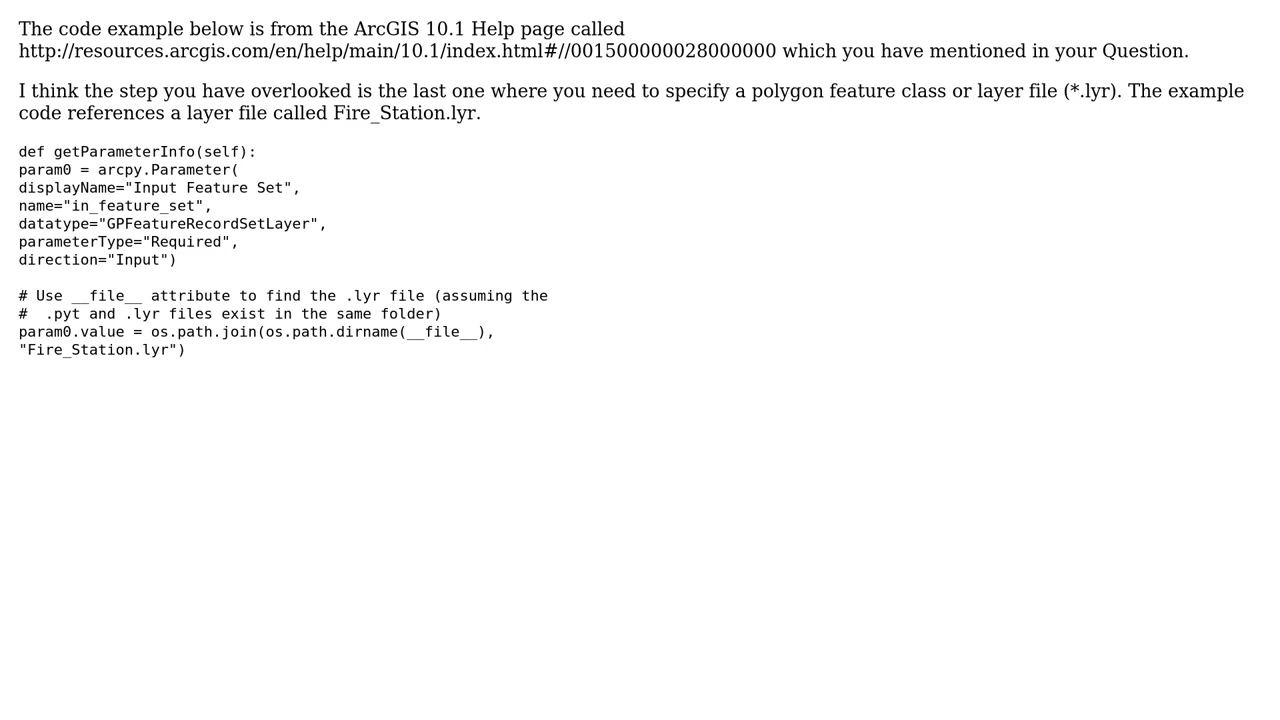 The code example below is from the ArcGIS 10.1 Help page called
http://resources.arcgis.com/en/help/main/10.1/index.html#//001500000028000000 which you have mentioned in your Question.
I think the step you have overlooked is the last one where you need to specify a polygon feature class or layer file (*.lyr). The example
code references a layer file called Fire_Station.lyr.
def getParameterInfo(self):
param0 = arcpy.Parameter(
displayName="Input Feature Set",
name="in_feature_set",
datatype="GPFeatureRecordSetLayer",
parameterType="Required",
direction="Input")
# Use __file__ attribute to find the .lyr file (assuming the
#  .pyt and .lyr files exist in the same folder)
param0.value = os.path.join(os.path.dirname(__file__),
"Fire_Station.lyr")